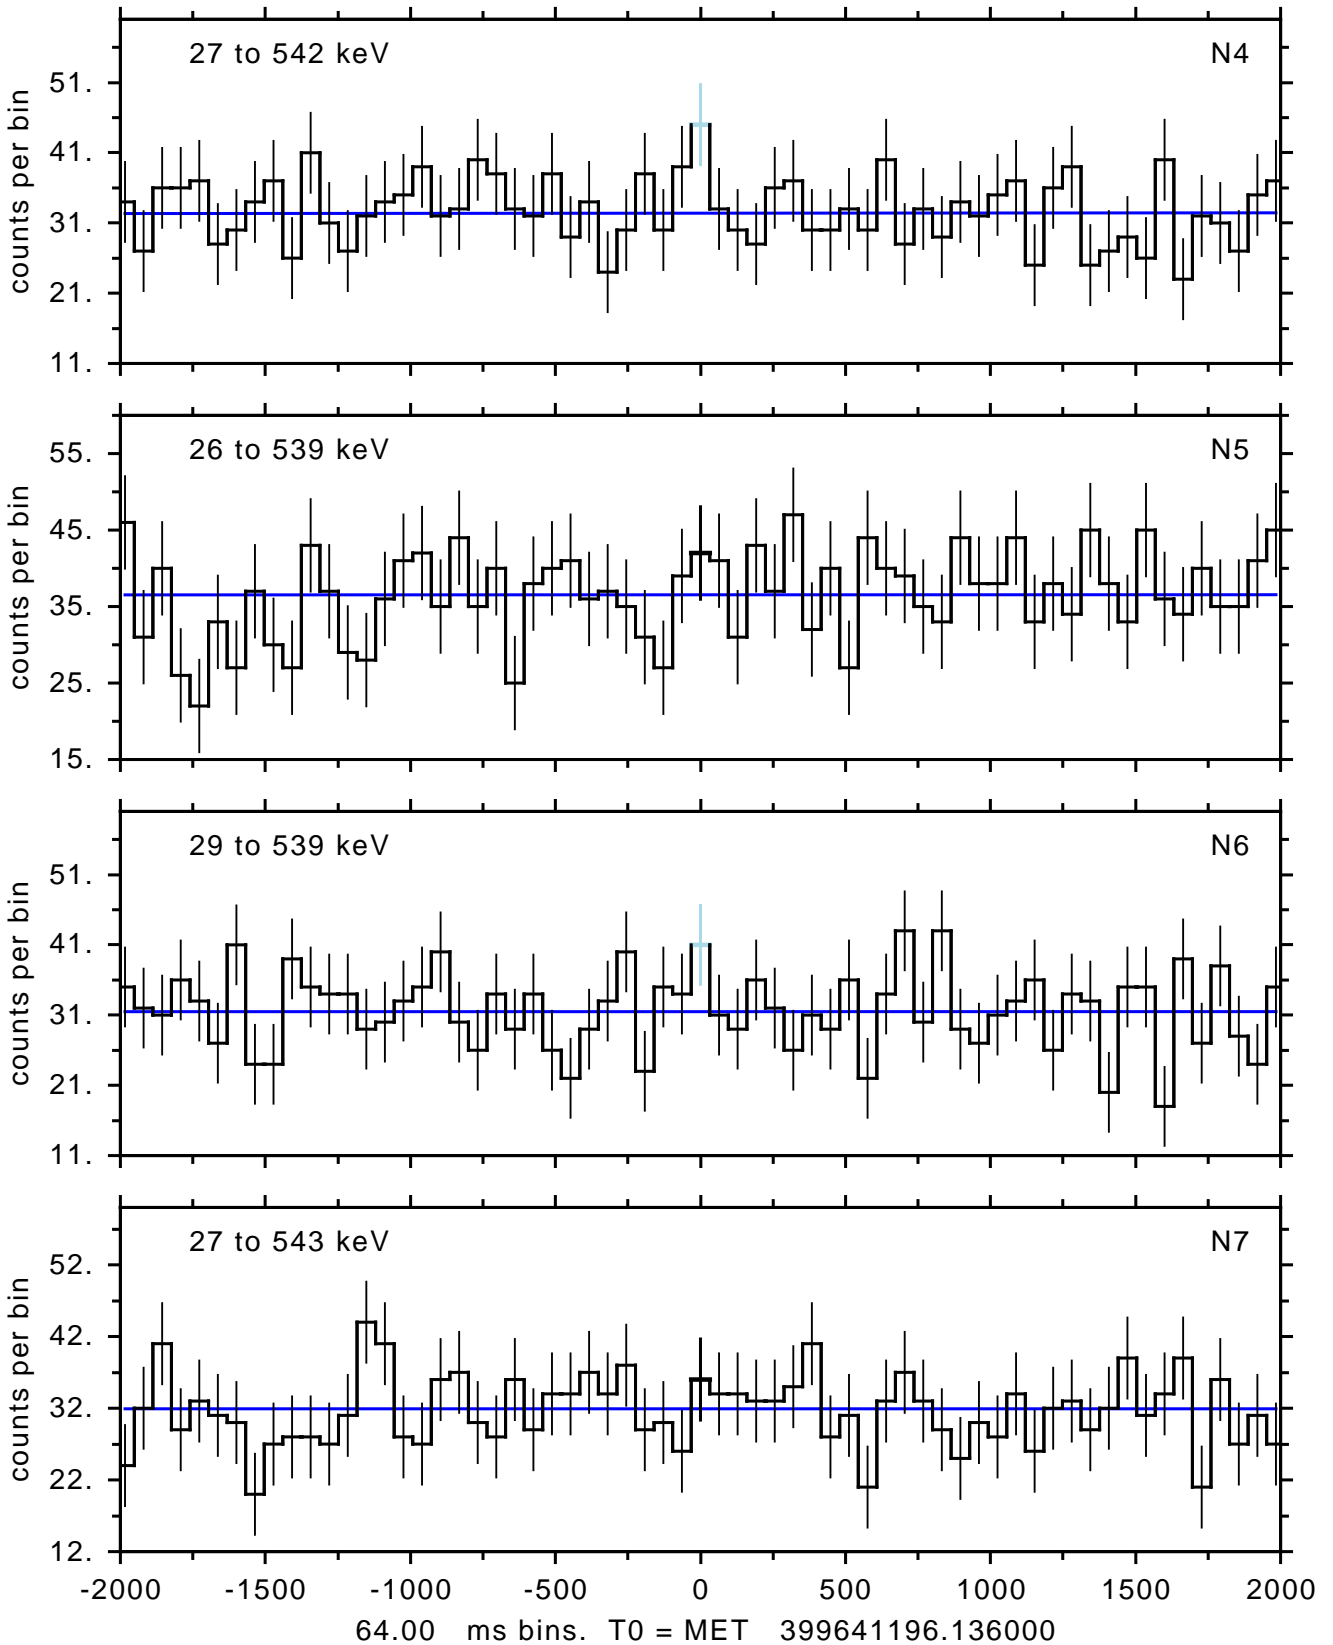 27 to 542 keV N4
51.
41.
31.
21.
11.
counts per bin
26 to 539 keV N5
55.
45.
35.
25.
15.
counts per bin
29 to 539 keV N6
51.
41.
31.
21.
11.
counts per bin
27 to 543 keV N7
52.
42.
32.
22.
12.
counts per bin
-2000 -1500 -1000 -500 0 500 1000 1500 2000
64.00 ms bins. T0 = MET 399641196.136000